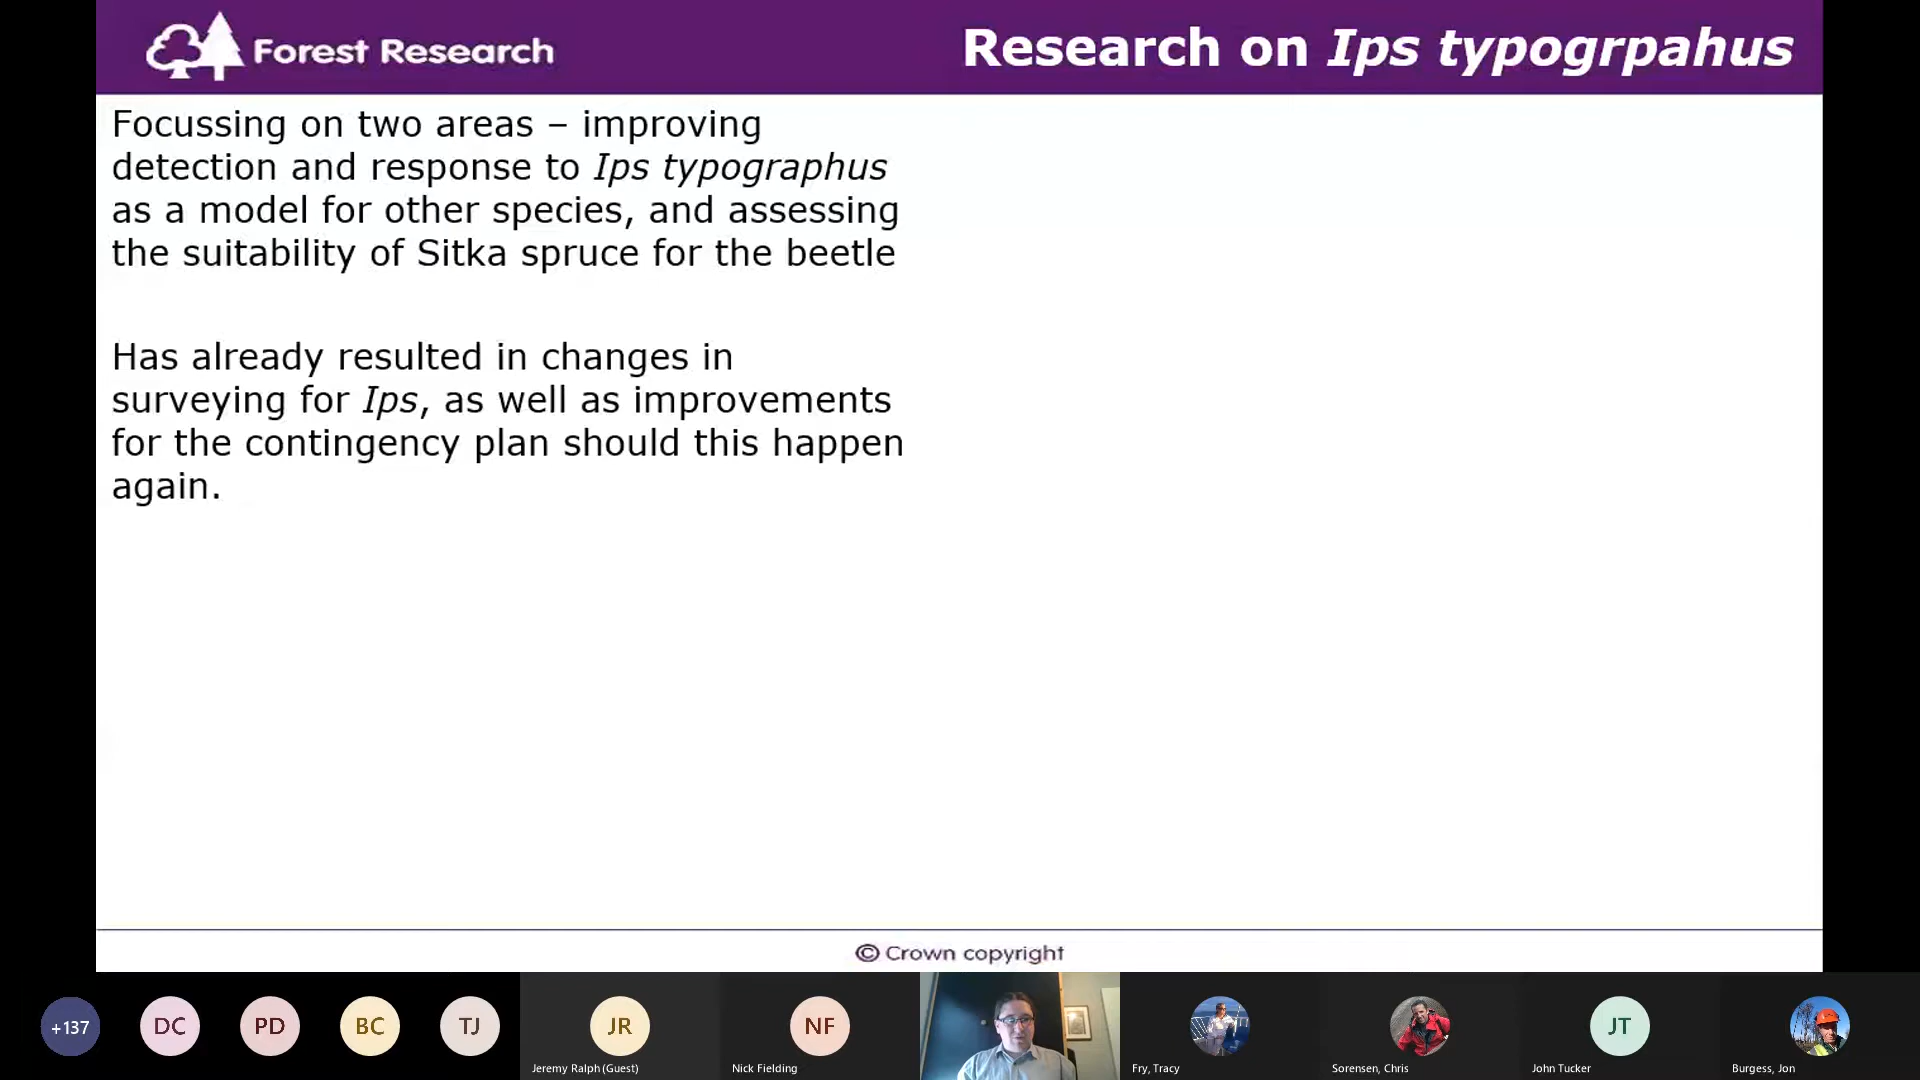 Forest Research
Research on Ips typogrpahus
Focussing on two areas – improving
detection and response to Ips typographus
as a model for other species, and assessing
the suitability of Sitka spruce for the beetle
Has already resulted in changes in
surveying for Ips, as well as improvements
for the contingency plan should this happen
again.
© Crown copyright
+137
DC
PD
BC
TJ
JR
NF
JT
Jeremy Ralph (Guest)
Nick Fielding
Fry, Tracy
Sorensen, Chris
John Tucker
Burgess, Jon